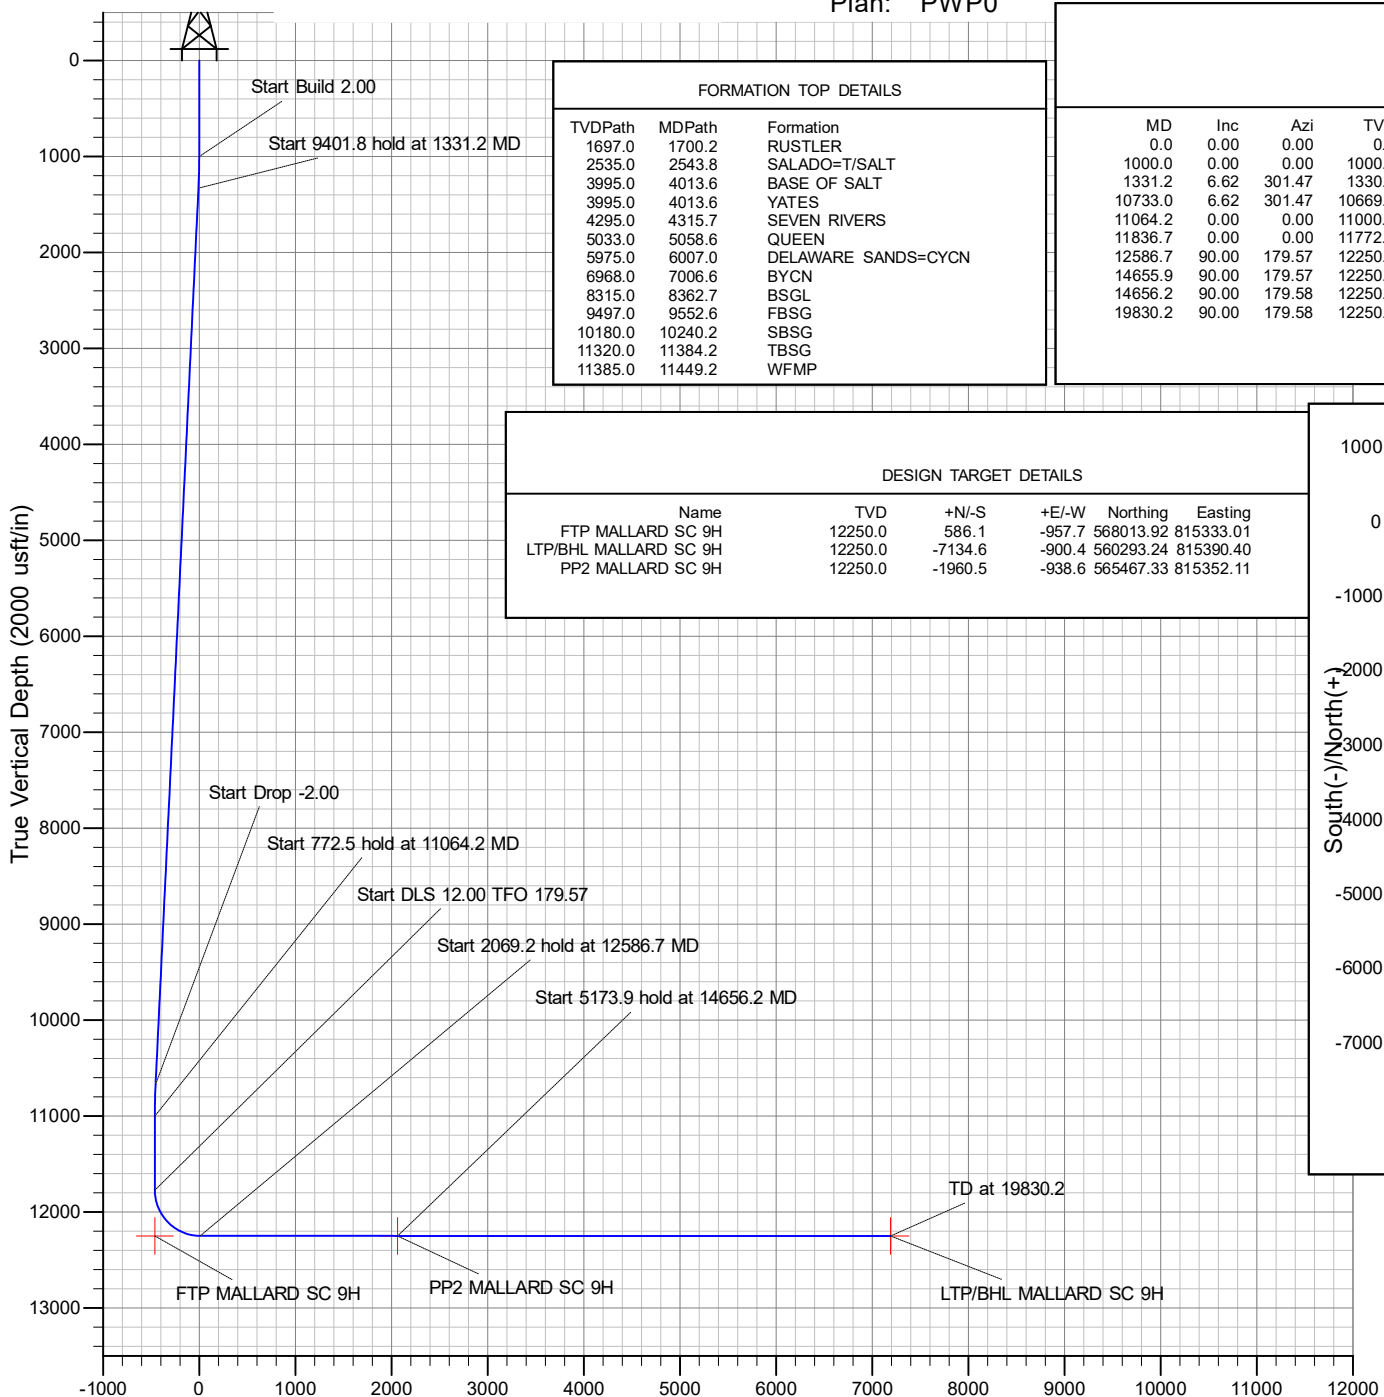 Plan: PWP0
0
1000
2000
3000
4000
5000
6000
7000
8000
9000
10000
11000
12000
13000
True Vertical Depth (2000 usft/in)
-1000 0 1000 2000 3000 4000 5000 6000 7000 8000 9000 10000 11000 12000
Start Build 2.00
Start 9401.8 hold at 1331.2 MD
Start Drop -2.00
Start 772.5 hold at 11064.2 MD
Start DLS 12.00 TFO 179.57
Start 2069.2 hold at 12586.7 MD
Start 5173.9 hold at 14656.2 MD
TD at 19830.2
FTP MALLARD SC 9H
PP2 MALLARD SC 9H
LTP/BHL MALLARD SC 9H
FORMATION TOP DETAILS
TVDPath MDPath Formation
1697.0 1700.2 RUSTLER
2535.0 2543.8 SALADO=T/SALT
3995.0 4013.6 BASE OF SALT
3995.0 4013.6 YATES
4295.0 4315.7 SEVEN RIVERS
5033.0 5058.6 QUEEN
5975.0 6007.0 DELAWARE SANDS=CYCN
6968.0 7006.6 BYCN
8315.0 8362.7 BSGL
9497.0 9552.6 FBSG
10180.0 10240.2 SBSG
11320.0 11384.2 TBSG
11385.0 11449.2 WFMP
MD Inc Azi TV
0.0 0.00 0.00 0.
1000.0 0.00 0.00 1000.
1331.2 6.62 301.47 1330.
10733.0 6.62 301.47 10669.
11064.2 0.00 0.00 11000.
11836.7 0.00 0.00 11772.
12586.7 90.00 179.57 12250.
14655.9 90.00 179.57 12250.
14656.2 90.00 179.58 12250.
19830.2 90.00 179.58 12250.
DESIGN TARGET DETAILS
Name TVD +N/-S +E/-W Northing Easting
FTP MALLARD SC 9H 12250.0 586.1 -957.7 568013.92 815333.01
LTP/BHL MALLARD SC 9H 12250.0 -7134.6 -900.4 560293.24 815390.40
PP2 MALLARD SC 9H 12250.0 -1960.5 -938.6 565467.33 815352.11
South(-)/North(+)
1000
0
-1000
-2000
-3000
-4000
-5000
-6000
-7000